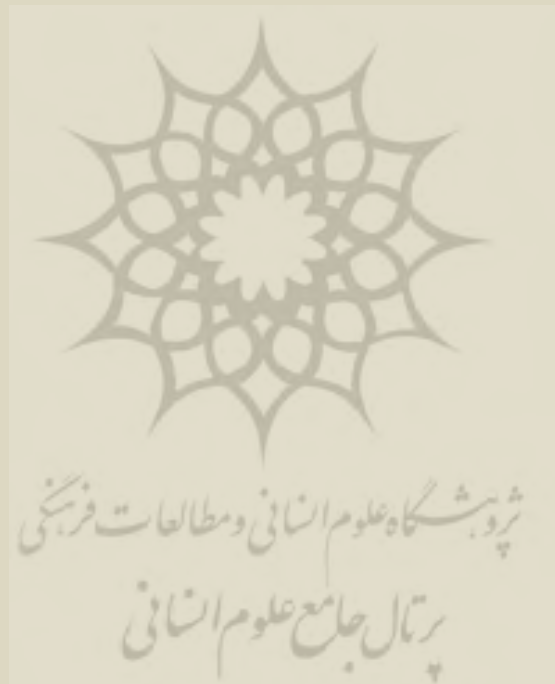 پژوهشگاه علوم انسانی و مطالعات فرهنگی
پرتال جامع علوم انسانی